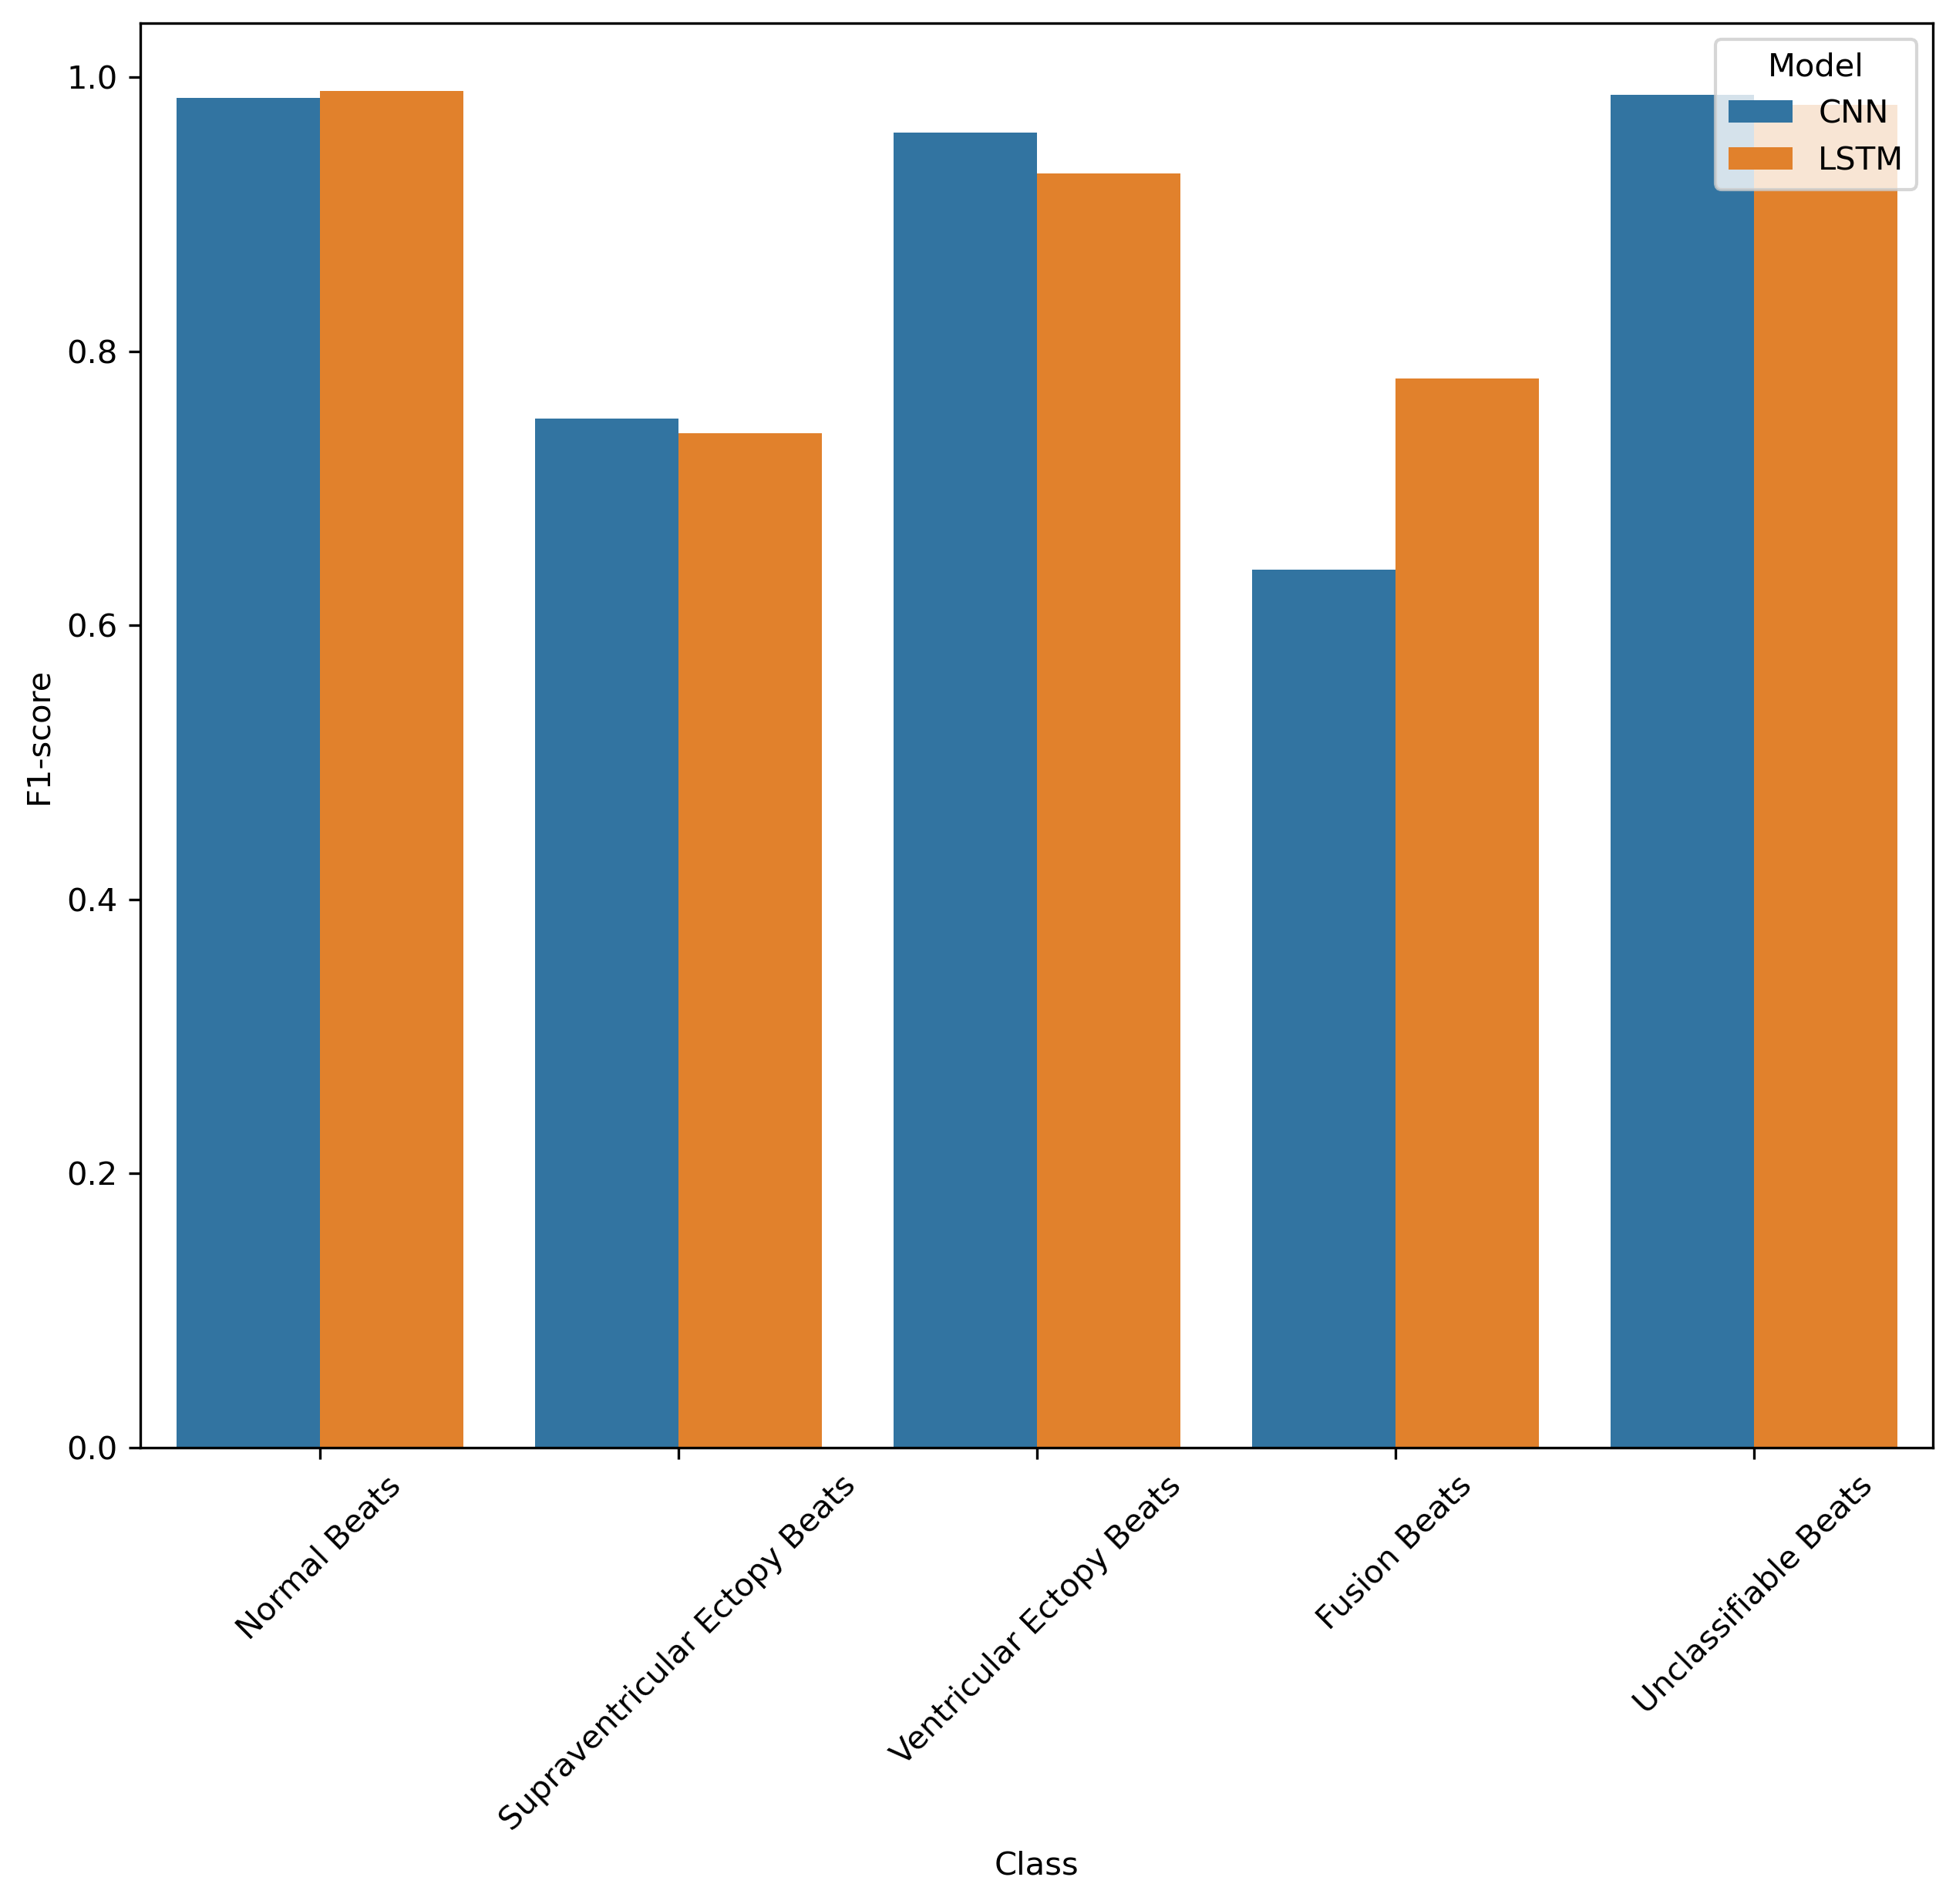 Model
CNN
LSTM
1.0
0.8
0.6
0.4
0.2
0.0
F1-score
Normal Beats
Supraventricular Ectopy Beats
Ventricular Ectopy Beats
Fusion Beats
Unclassifiable Beats
Class